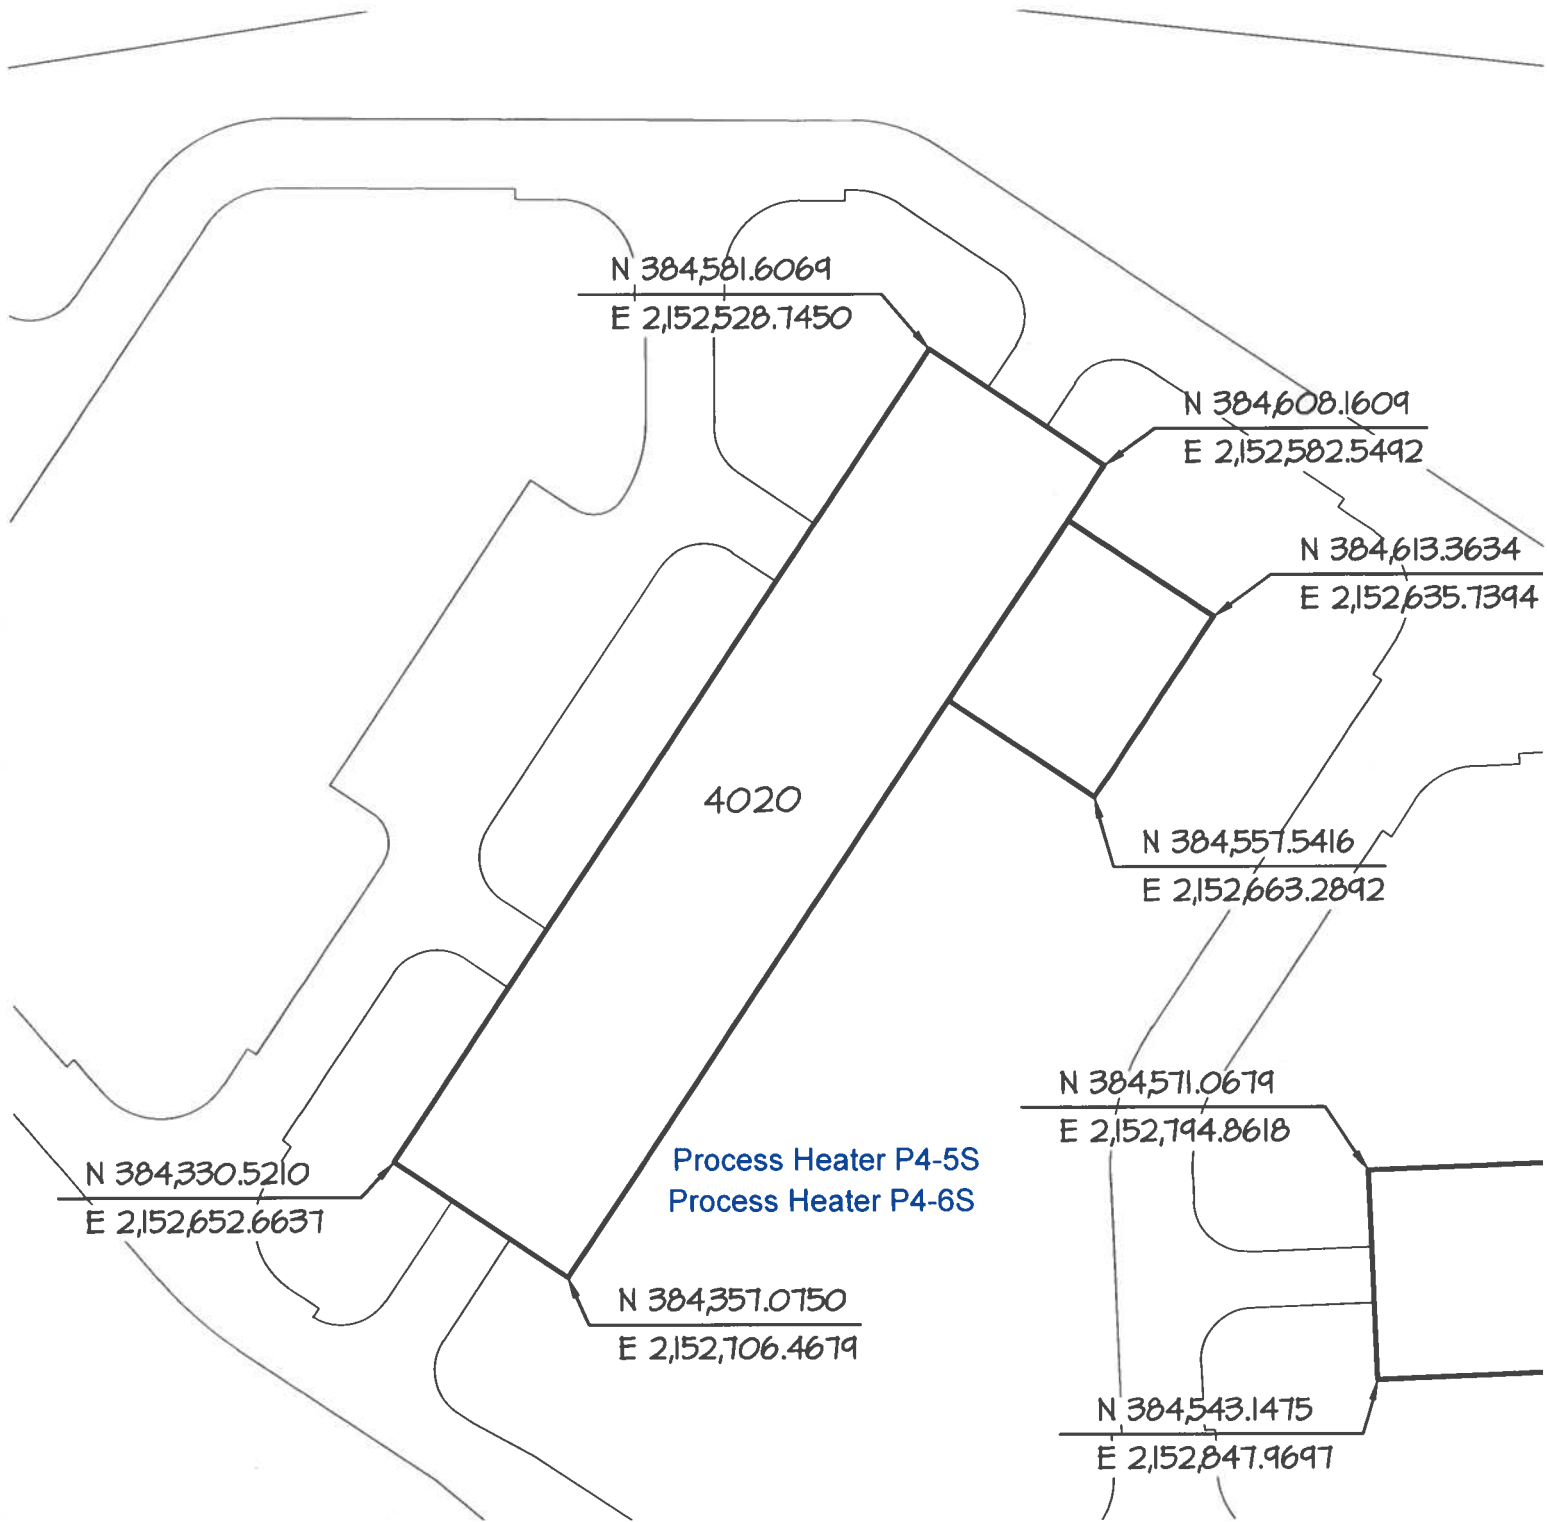 N 384,581.6069
E 2,152,528.7450
N 384,608.1609
E 2,152,582.5492
N 384,613.3634
E 2,152,635.7394
4020
N 384,557.5416
E 2,152,663.2892
N 384,571.0679
E 2,152,794.8618
Process Heater P4-5S
Process Heater P4-6S
N 384,330.5210
E 2,152,652.6637
N 384,357.0750
E 2,152,706.4679
N 384,543.1475
E 2,152,847.9697